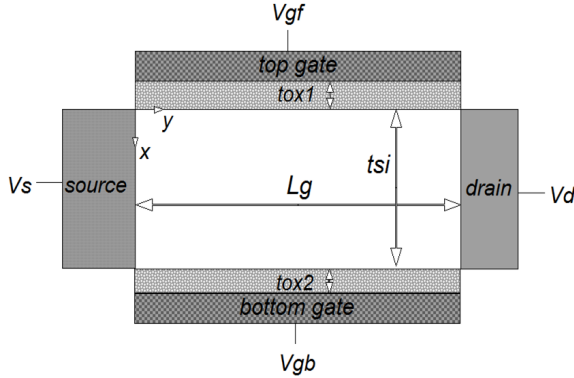 Vgf
top gate
tox1
y
x
tsi
Vs
source
Lg
drain
Vd
tox2
bottom gate
Vgb